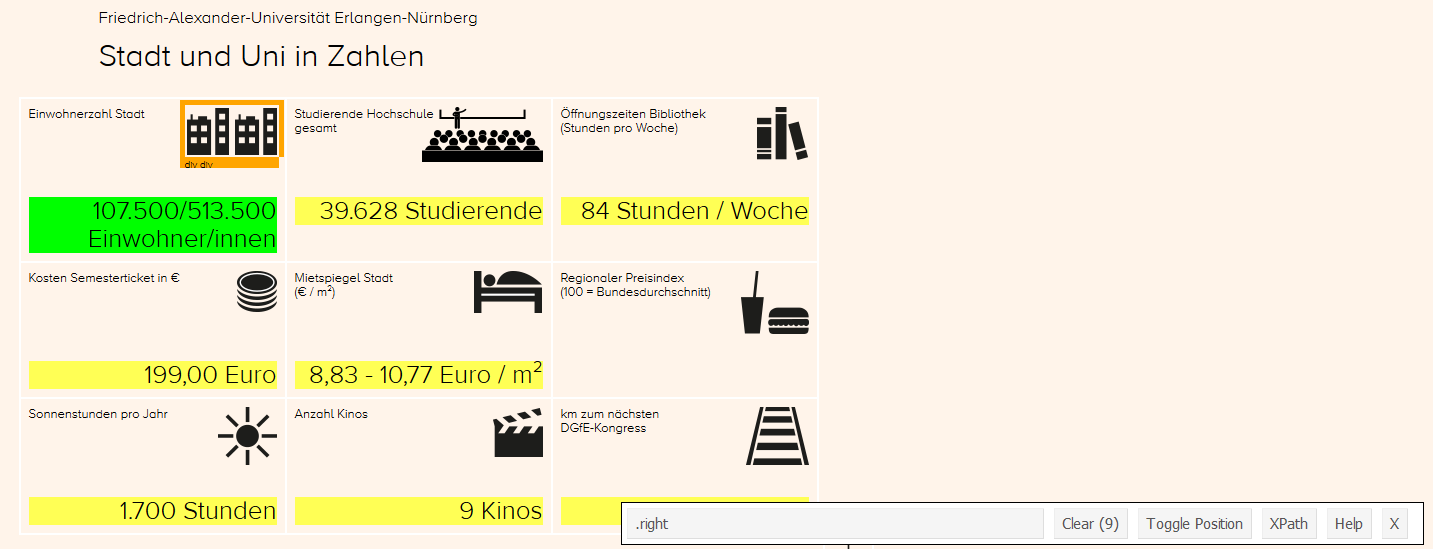 Friedrich-Alexander-Universität Erlangen-Nürnberg
Stadt und Uni in Zahlen
Einwohnerzahl Stadt
div div
107.500/513.500
Einwohner/innen
Studierende Hochschule
gesamt
39.628 Studierende
Öffnungszeiten Bibliothek
(Stunden pro Woche)
84 Stunden / Woche
Kosten Semesterticket in €
199,00 Euro
Mietspiegel Stadt
(€ / m²)
8,83 - 10,77 Euro / m²
Regionaler Preisindex
(100 = Bundesdurchschnitt)
Sonnenstunden pro Jahr
1.700 Stunden
Anzahl Kinos
9 Kinos
km zum nächsten
DGfE-Kongress
.right
Clear (9)
Toggle Position
XPath
Help
X